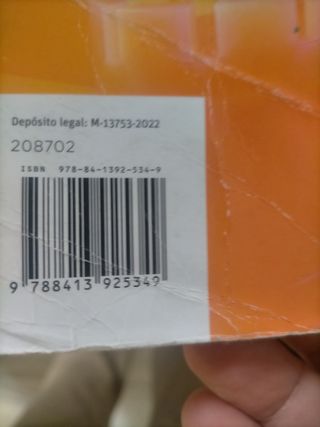 Depósito legal: M-13753-2022
208702
ISBN 978-84-1392-534-9
9 788413 925349